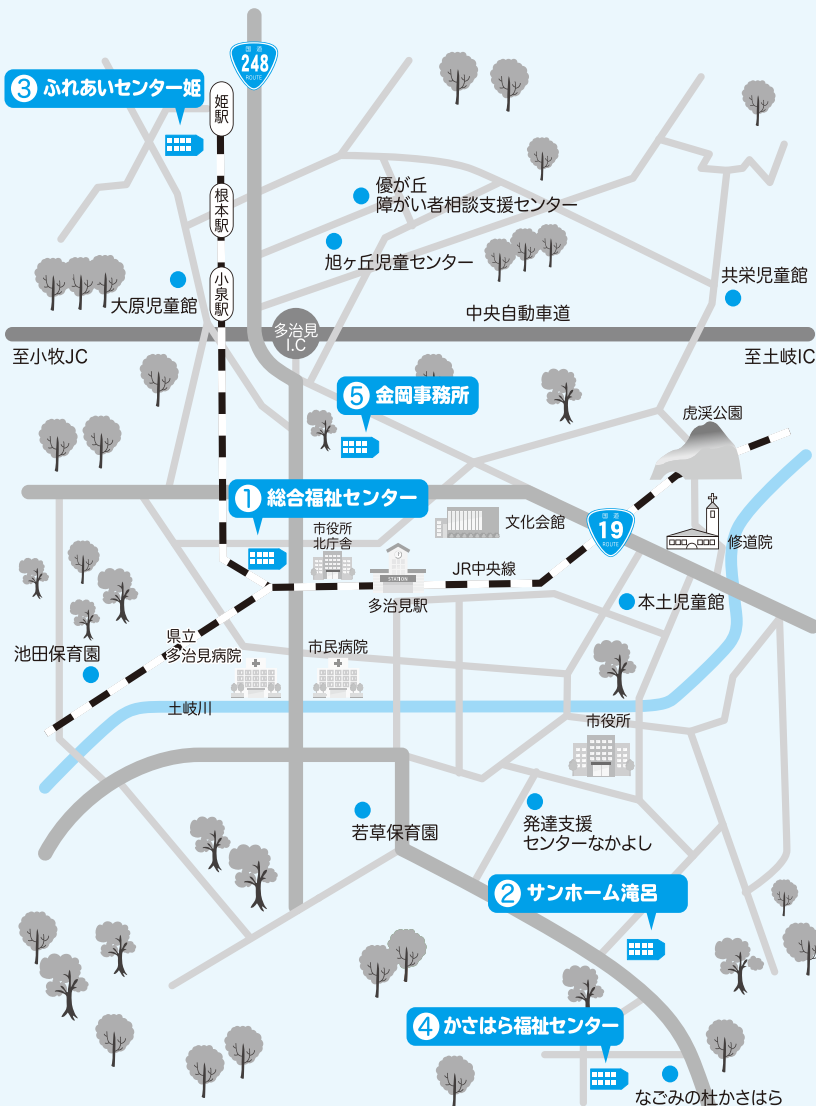 国道
248
ROUTE
③ ふれあいセンター姫
姫駅
根本駅
小泉駅
優が丘
障がい者相談支援センター
旭ヶ丘児童センター
大原児童館
共栄児童館
中央自動車道
多治見
I.C
至小牧JC
至土岐IC
⑤ 金岡事務所
虎渓公園
① 総合福祉センター
市役所
北庁舎
文化会館
国道
19
ROUTE
修道院
STATION
JR中央線
多治見駅
本土児童館
県立
多治見病院
市民病院
池田保育園
土岐川
市役所
若草保育園
発達支援
センターなかよし
② サンホーム滝呂
④ かさはら福祉センター
なごみの杜かさはら